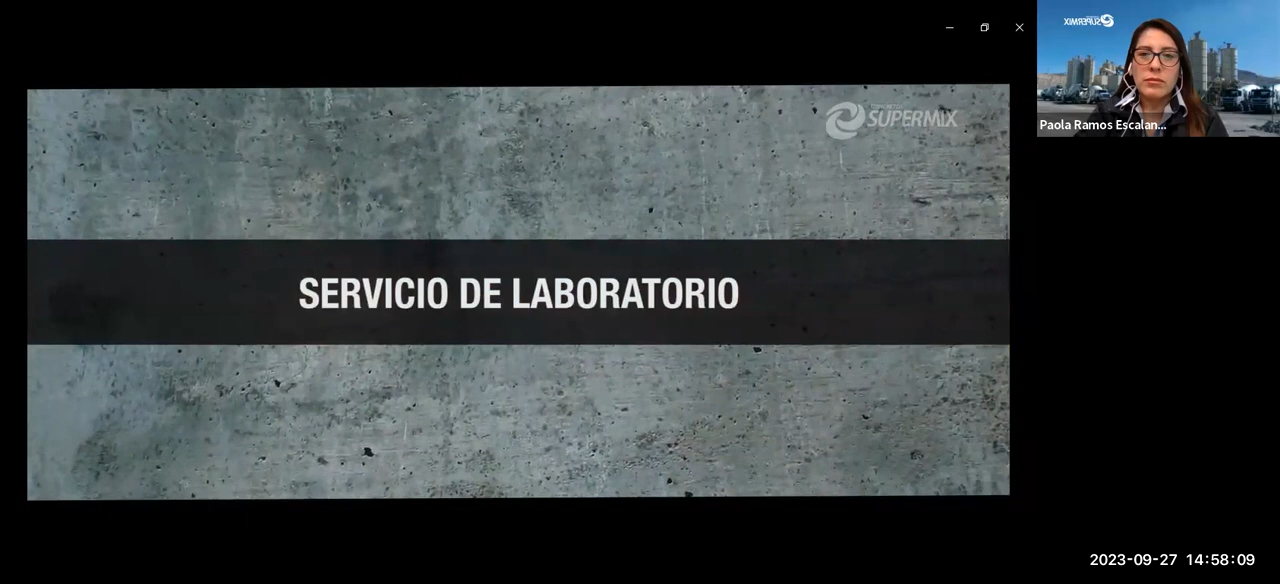 SUPERMIX
SUPERMIX
Paola Ramos Escalan...
SERVICIO DE LABORATORIO
2023-09-27 14:58:09